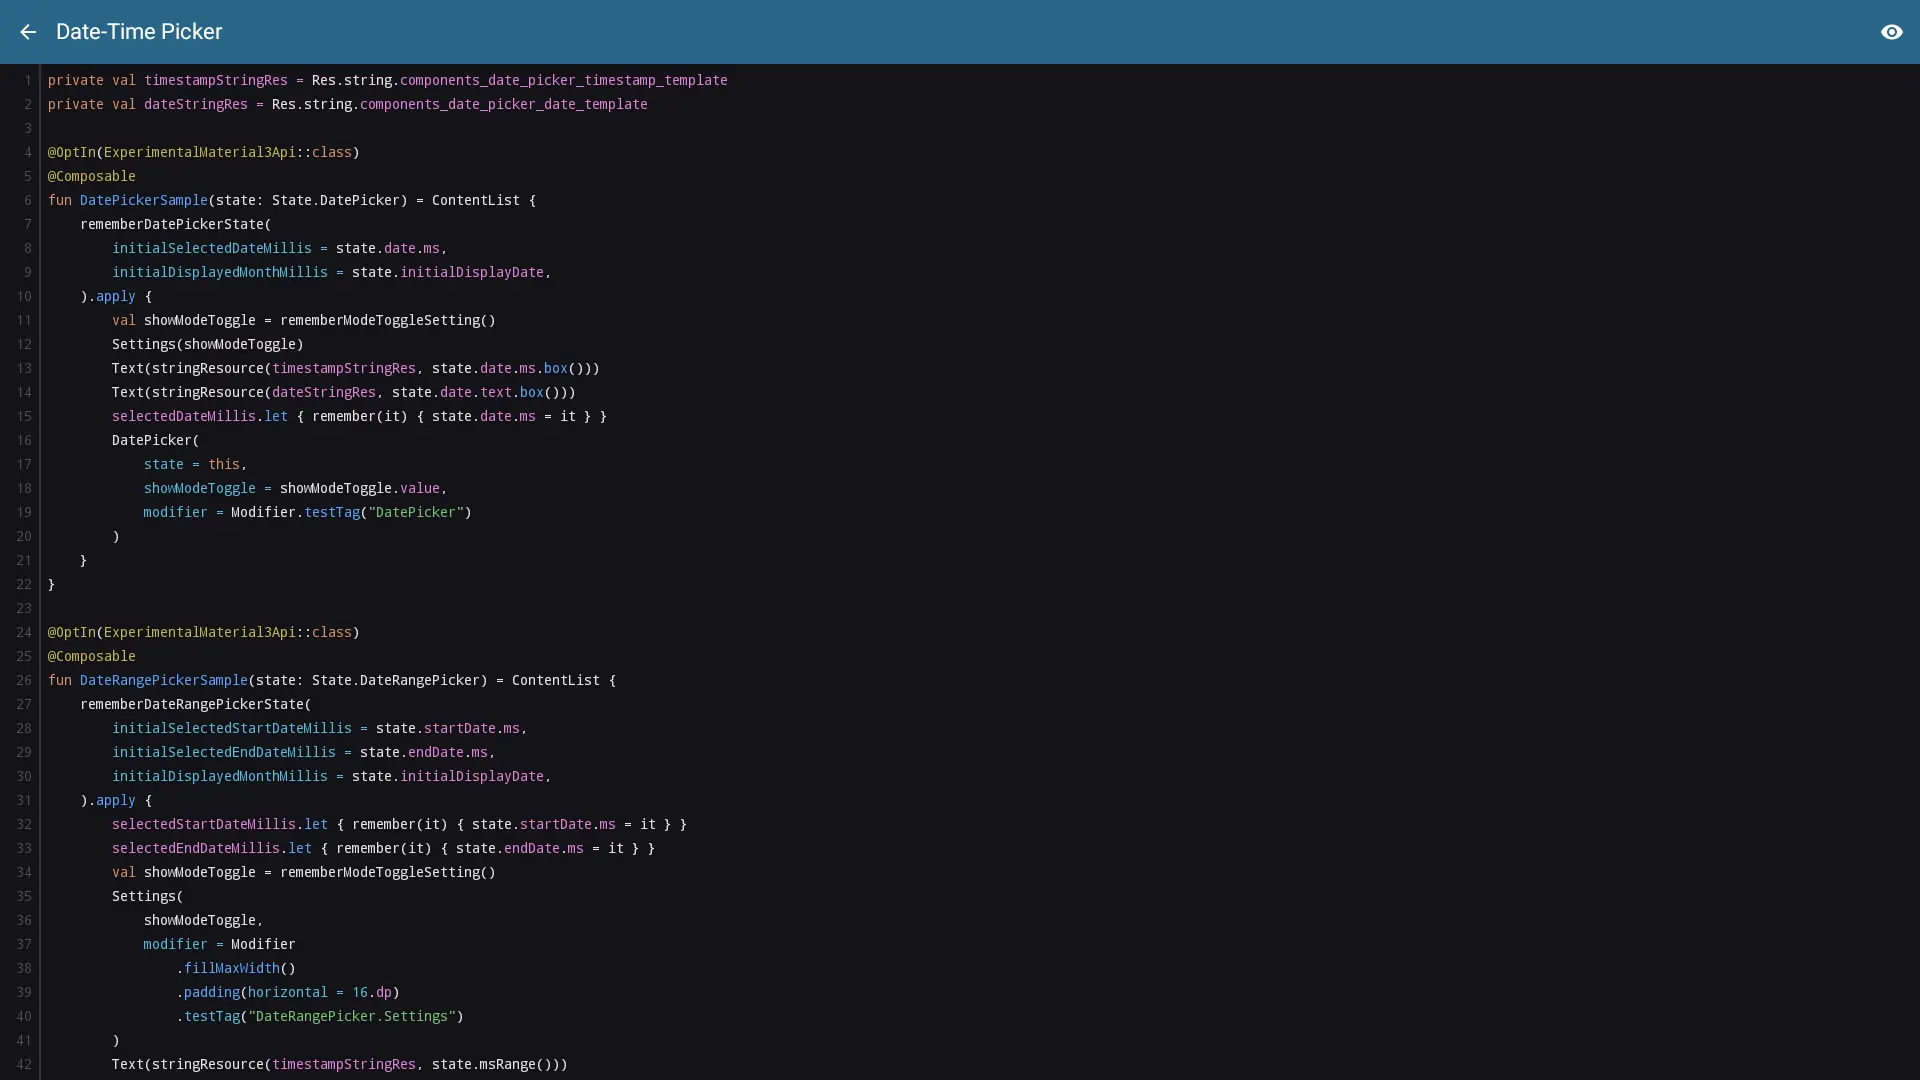 Date-Time Picker
1 private val timestampStringRes = Res.string.components_date_picker_timestamp_template
2 private val dateStringRes = Res.string.components_date_picker_date_template
3
4 @OptIn(ExperimentalMaterial3Api::class)
5 @Composable
6 fun DatePickerSample(state: State.DatePicker) = ContentList {
7     rememberDatePickerState(
8         initialSelectedDateMillis = state.date.ms,
9         initialDisplayedMonthMillis = state.initialDisplayDate,
10     ).apply {
11         val showModeToggle = rememberModeToggleSetting()
12         Settings(showModeToggle)
13         Text(stringResource(timestampStringRes, state.date.ms.box()))
14         Text(stringResource(dateStringRes, state.date.text.box()))
15         selectedDateMillis.let { remember(it) { state.date.ms = it } }
16         DatePicker(
17             state = this,
18             showModeToggle = showModeToggle.value,
19             modifier = Modifier.testTag("DatePicker")
20         )
21     }
22 }
23
24 @OptIn(ExperimentalMaterial3Api::class)
25 @Composable
26 fun DateRangePickerSample(state: State.DateRangePicker) = ContentList {
27     rememberDateRangePickerState(
28         initialSelectedStartDateMillis = state.startDate.ms,
29         initialSelectedEndDateMillis = state.endDate.ms,
30         initialDisplayedMonthMillis = state.initialDisplayDate,
31     ).apply {
32         selectedStartDateMillis.let { remember(it) { state.startDate.ms = it } }
33         selectedEndDateMillis.let { remember(it) { state.endDate.ms = it } }
34         val showModeToggle = rememberModeToggleSetting()
35         Settings(
36             showModeToggle,
37             modifier = Modifier
38                 .fillMaxWidth()
39                 .padding(horizontal = 16.dp)
40                 .testTag("DateRangePicker.Settings")
41         )
42         Text(stringResource(timestampStringRes, state.msRange()))